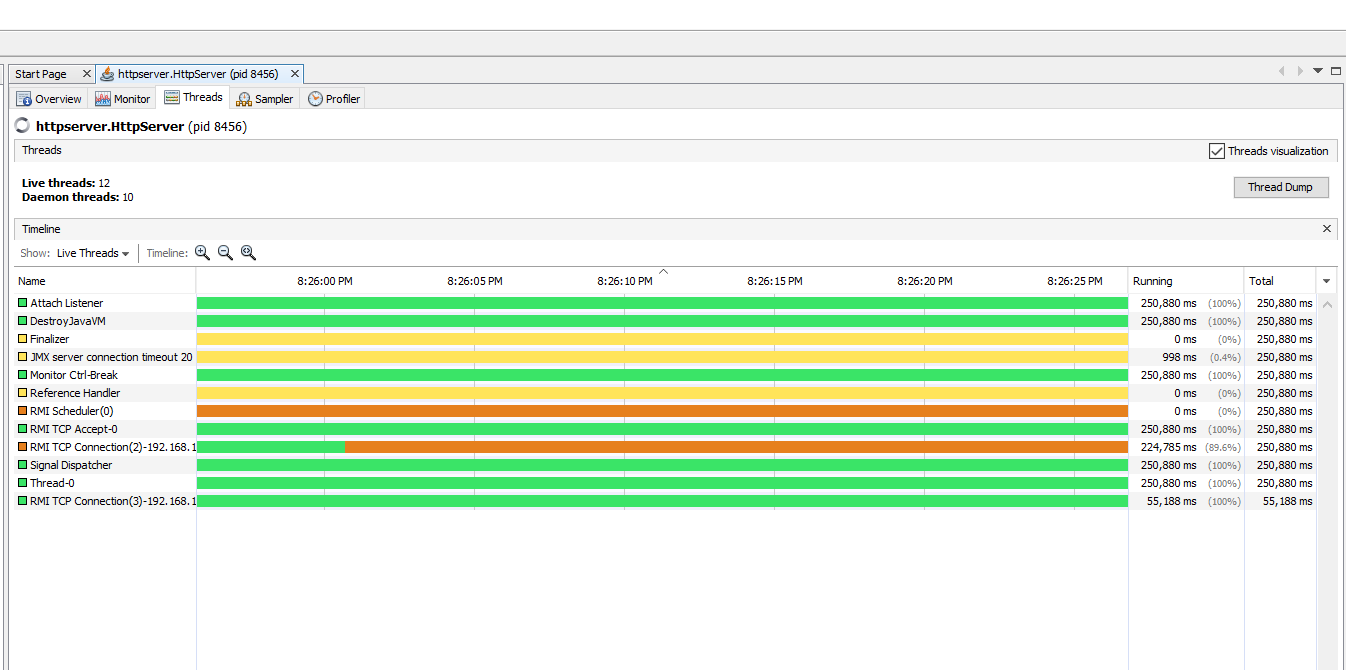 Start Page httpserver.HttpServer (pid 8456)
Overview Monitor Threads Sampler Profiler
httpserver.HttpServer (pid 8456)
Threads Threads visualization
Live threads: 12
Daemon threads: 10
Thread Dump
Timeline
Show: Live Threads Timeline:
Name 8:26:00 PM 8:26:05 PM 8:26:10 PM 8:26:15 PM 8:26:20 PM 8:26:25 PM Running Total
Attach Listener 250,880 ms (100%) 250,880 ms
DestroyJavaVM 250,880 ms (100%) 250,880 ms
Finalizer 0 ms (0%) 250,880 ms
JMX server connection timeout 20 998 ms (0.4%) 250,880 ms
Monitor Ctrl-Break 250,880 ms (100%) 250,880 ms
Reference Handler 0 ms (0%) 250,880 ms
RMI Scheduler(0) 0 ms (0%) 250,880 ms
RMI TCP Accept-0 250,880 ms (100%) 250,880 ms
RMI TCP Connection(2)-192.168.1 224,785 ms (89.6%) 250,880 ms
Signal Dispatcher 250,880 ms (100%) 250,880 ms
Thread-0 250,880 ms (100%) 250,880 ms
RMI TCP Connection(3)-192.168.1 55,188 ms (100%) 55,188 ms